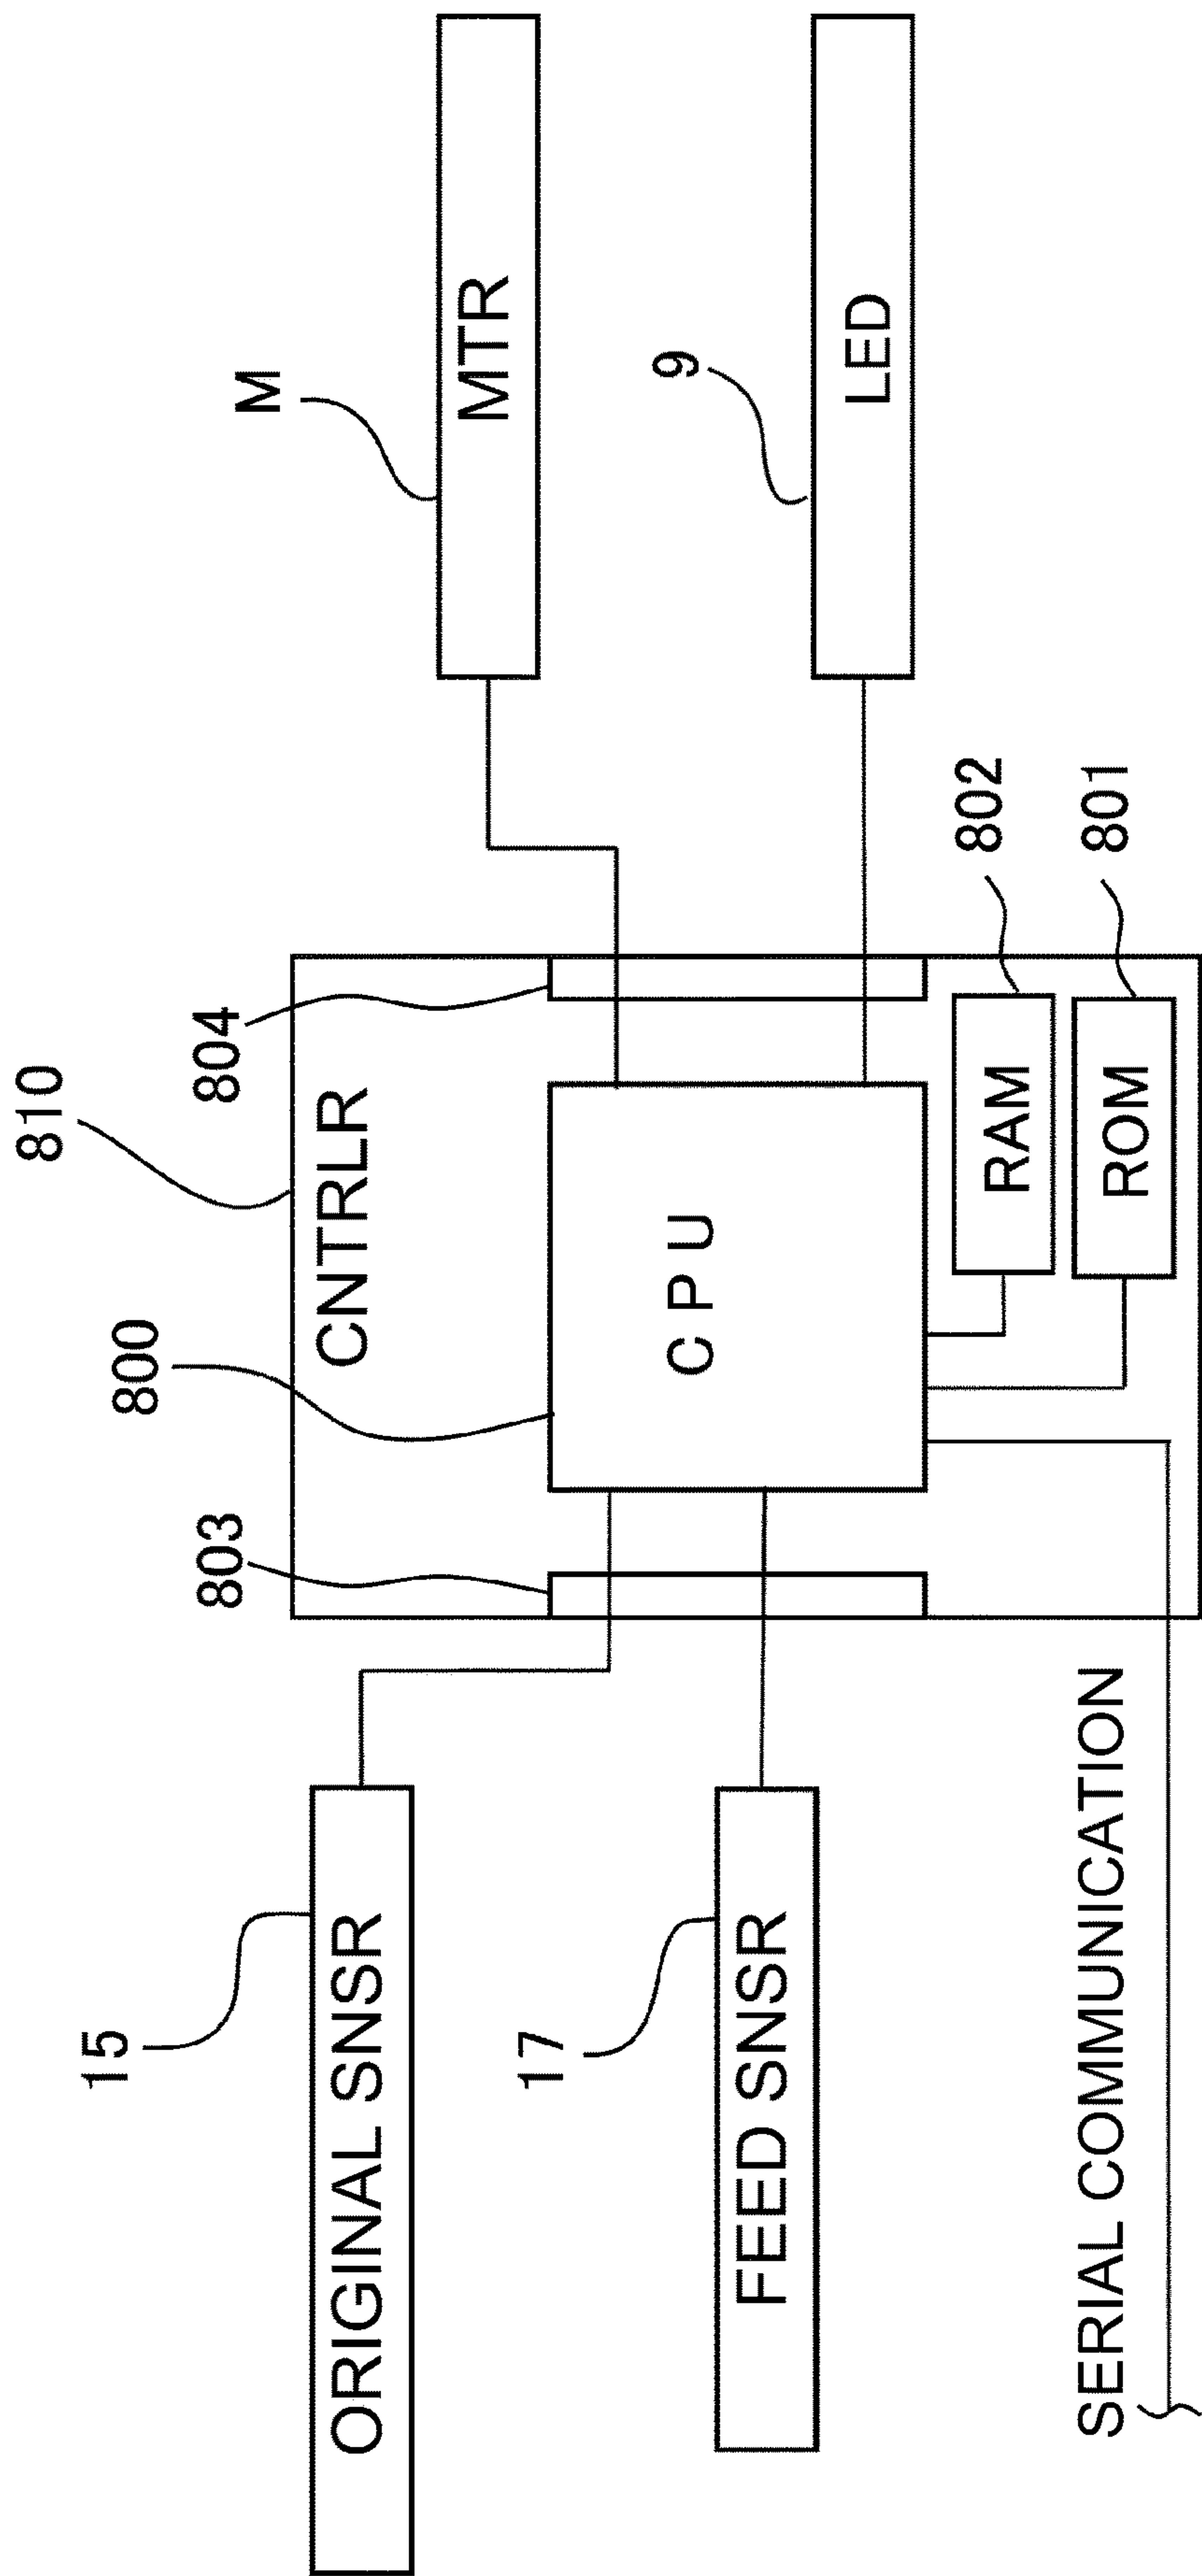 810
CNTRLR
800
803
804
C P U
RAM
802
ROM
801
15
ORIGINAL SNSR
17
FEED SNSR
SERIAL COMMUNICATION
M
MTR
9
LED